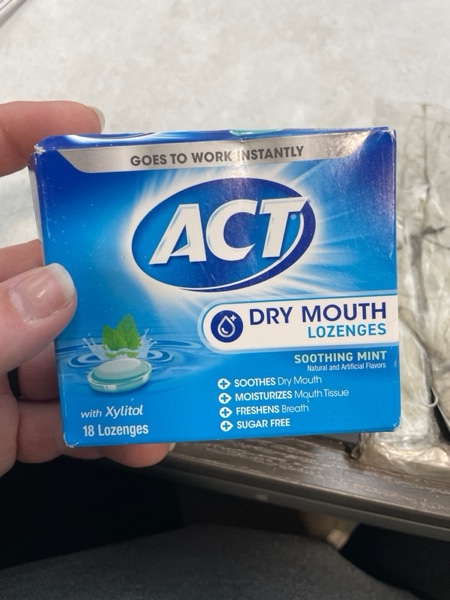 GOES TO WORK INSTANTLY
ACT
DRY MOUTH
LOZENGES
SOOTHING MINT
Natural and Artificial Flavors
SOOTHES Dry Mouth
MOISTURIZES Mouth Tissue
FRESHENS Breath
SUGAR FREE
with Xylitol
18 Lozenges